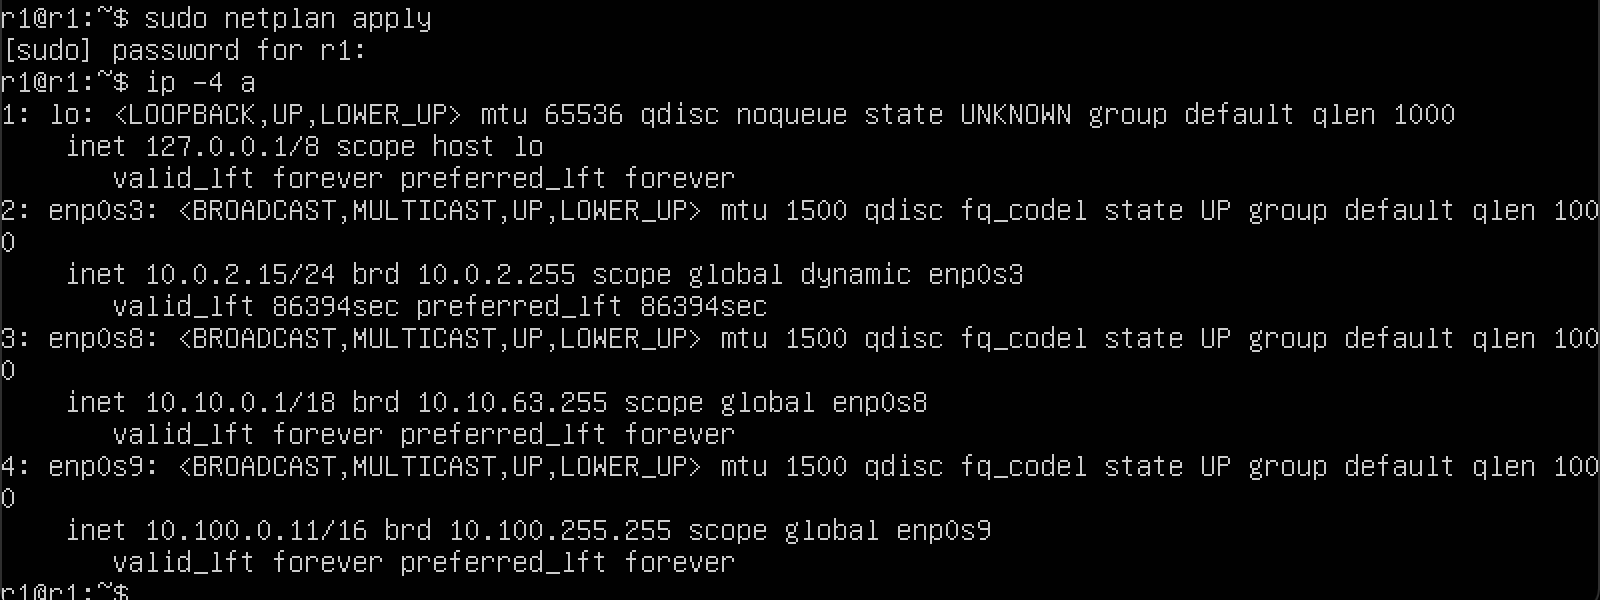 r1@r1:~$ sudo netplan apply
[sudo] password for r1:
r1@r1:~$ ip -4 a
1: lo: <LOOPBACK,UP,LOWER_UP> mtu 65536 qdisc noqueue state UNKNOWN group default qlen 1000
    inet 127.0.0.1/8 scope host lo
       valid_lft forever preferred_lft forever
2: enp0s3: <BROADCAST,MULTICAST,UP,LOWER_UP> mtu 1500 qdisc fq_codel state UP group default qlen 100
0
    inet 10.0.2.15/24 brd 10.0.2.255 scope global dynamic enp0s3
       valid_lft 86394sec preferred_lft 86394sec
3: enp0s8: <BROADCAST,MULTICAST,UP,LOWER_UP> mtu 1500 qdisc fq_codel state UP group default qlen 100
0
    inet 10.10.0.1/18 brd 10.10.63.255 scope global enp0s8
       valid_lft forever preferred_lft forever
4: enp0s9: <BROADCAST,MULTICAST,UP,LOWER_UP> mtu 1500 qdisc fq_codel state UP group default qlen 100
0
    inet 10.100.0.11/16 brd 10.100.255.255 scope global enp0s9
       valid_lft forever preferred_lft forever
r1@r1:~$